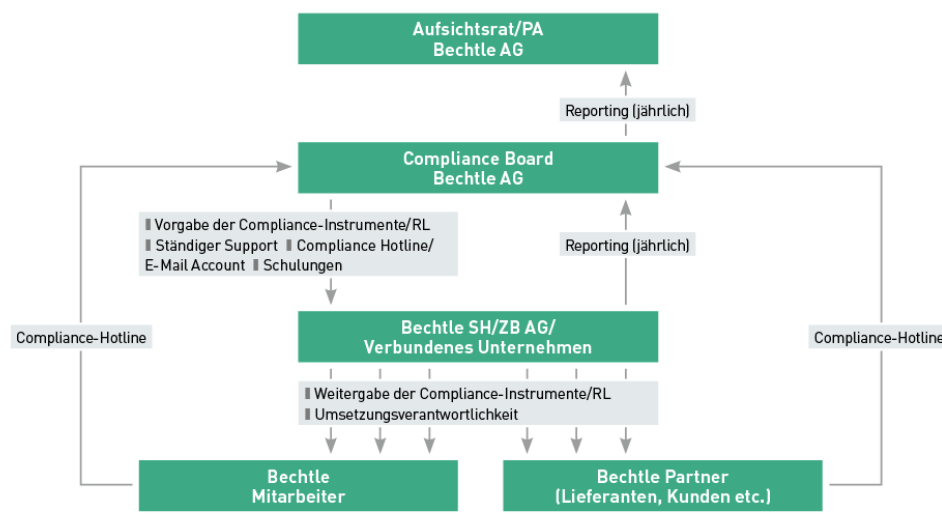 Aufsichtsrat/PA
Bechtle AG
Reporting (jährlich)
Compliance Board
Bechtle AG
▮ Vorgabe der Compliance-Instrumente/RL
▮ Ständiger Support ▮ Compliance Hotline/
E-Mail Account ▮ Schulungen
Reporting (jährlich)
Compliance-Hotline
Bechtle SH/ZB AG/
Verbundenes Unternehmen
Compliance-Hotline
▮ Weitergabe der Compliance-Instrumente/RL
▮ Umsetzungsverantwortlichkeit
Bechtle
Mitarbeiter
Bechtle Partner
(Lieferanten, Kunden etc.)